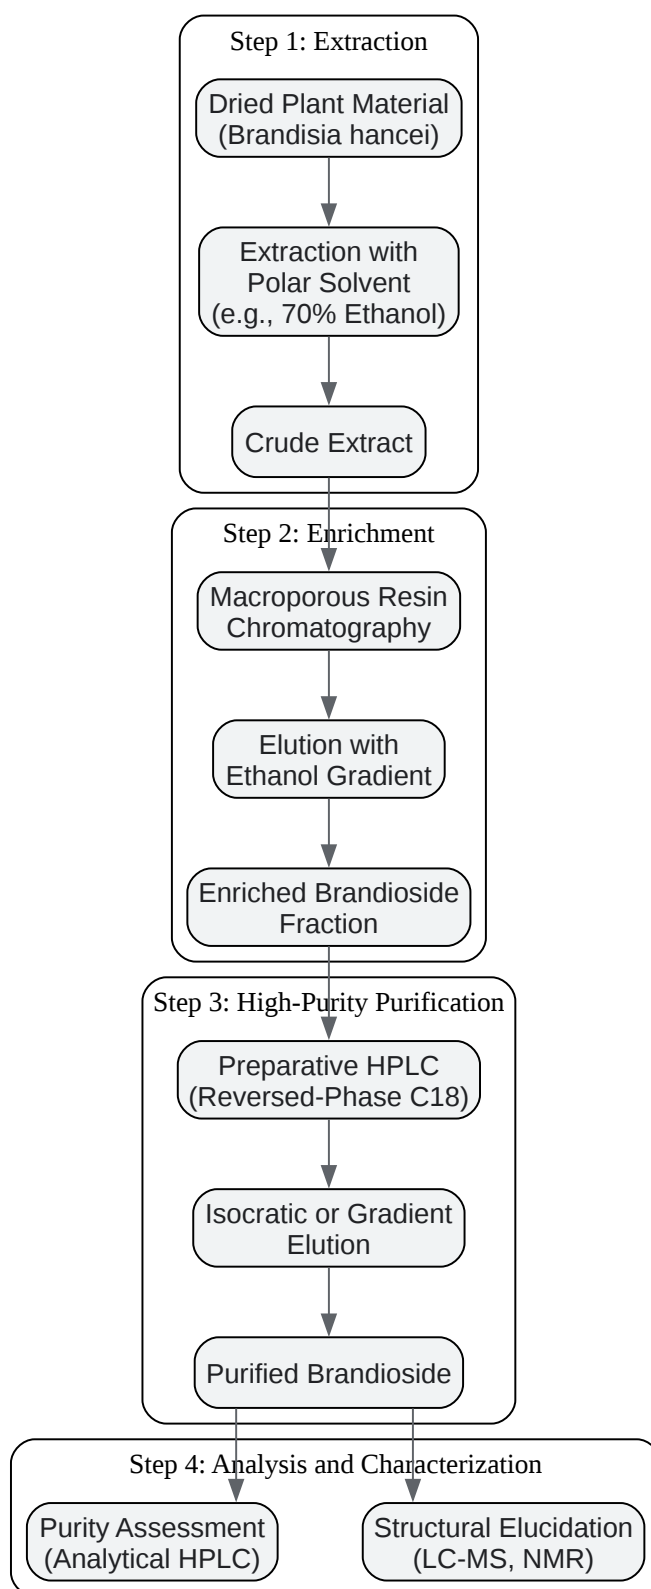 Step 1: Extraction
Dried Plant Material
(Brandisia hancei)
Extraction with
Polar Solvent
(e.g., 70% Ethanol)
Crude Extract
Step 2: Enrichment
Macroporous Resin
Chromatography
Elution with
Ethanol Gradient
Enriched Brandioside
Fraction
Step 3: High-Purity Purification
Preparative HPLC
(Reversed-Phase C18)
Isocratic or Gradient
Elution
Purified Brandioside
Step 4: Analysis and Characterization
Purity Assessment
(Analytical HPLC)
Structural Elucidation
(LC-MS, NMR)